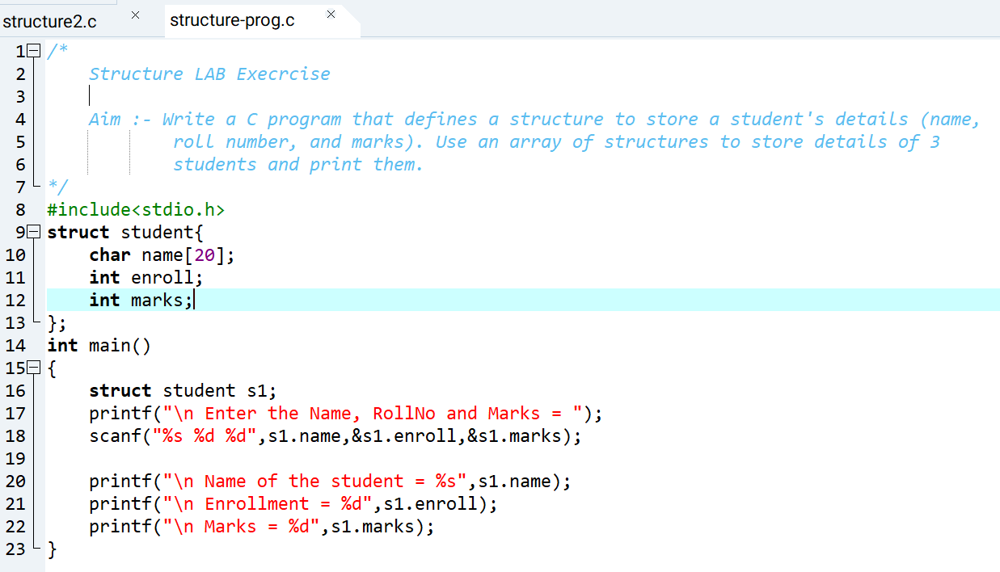 structure2.c × structure-prog.c ×
1 /*
2 Structure LAB Execrcise
3
4 Aim :- Write a C program that defines a structure to store a student's details (name,
5 roll number, and marks). Use an array of structures to store details of 3
6 students and print them.
7 */
8 #include<stdio.h>
9 struct student{
10 char name[20];
11 int enroll;
12 int marks;
13 };
14 int main()
15 {
16 struct student s1;
17 printf("\n Enter the Name, RollNo and Marks = ");
18 scanf("%s %d %d",s1.name,&s1.enroll,&s1.marks);
19
20 printf("\n Name of the student = %s",s1.name);
21 printf("\n Enrollment = %d",s1.enroll);
22 printf("\n Marks = %d",s1.marks);
23 }